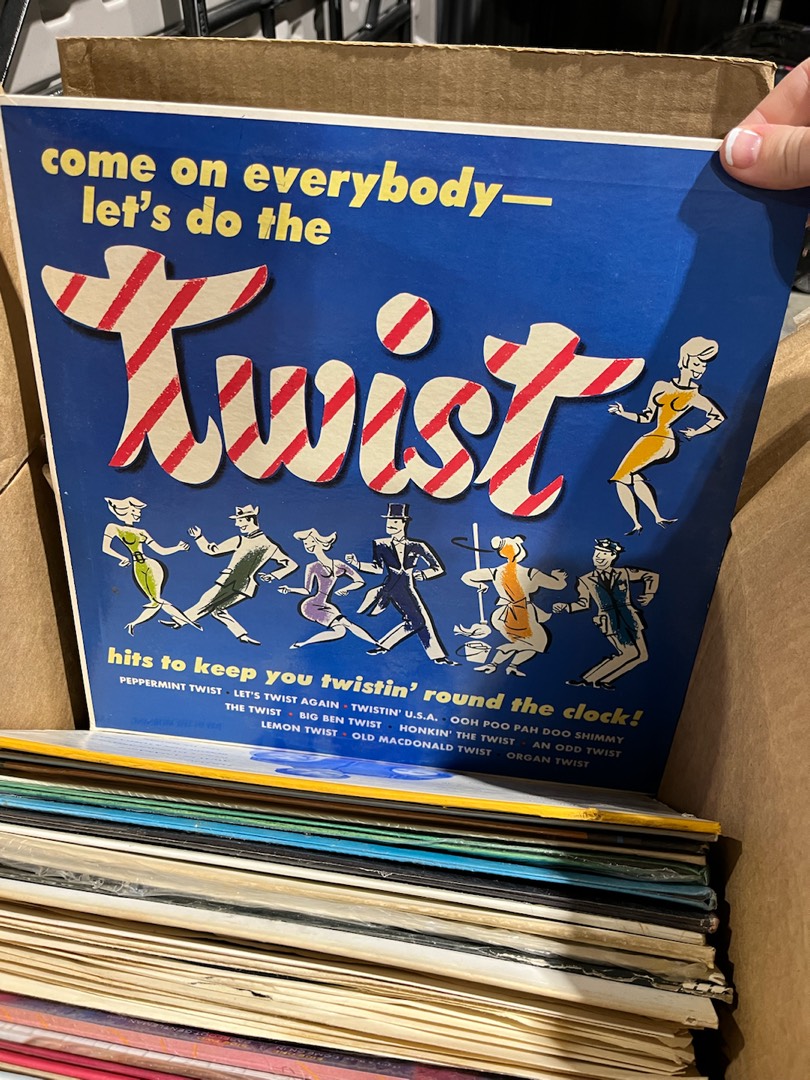 come on everybody—
let's do the
twist
hits to keep you twistin' round the clock!
PEPPERMINT TWIST • LET'S TWIST AGAIN • TWISTIN' U.S.A. • OOH POO PAH DOO SHIMMY
THE TWIST • BIG BEN TWIST • HONKIN' THE TWIST • AN ODD TWIST
LEMON TWIST • OLD MACDONALD TWIST • ORGAN TWIST